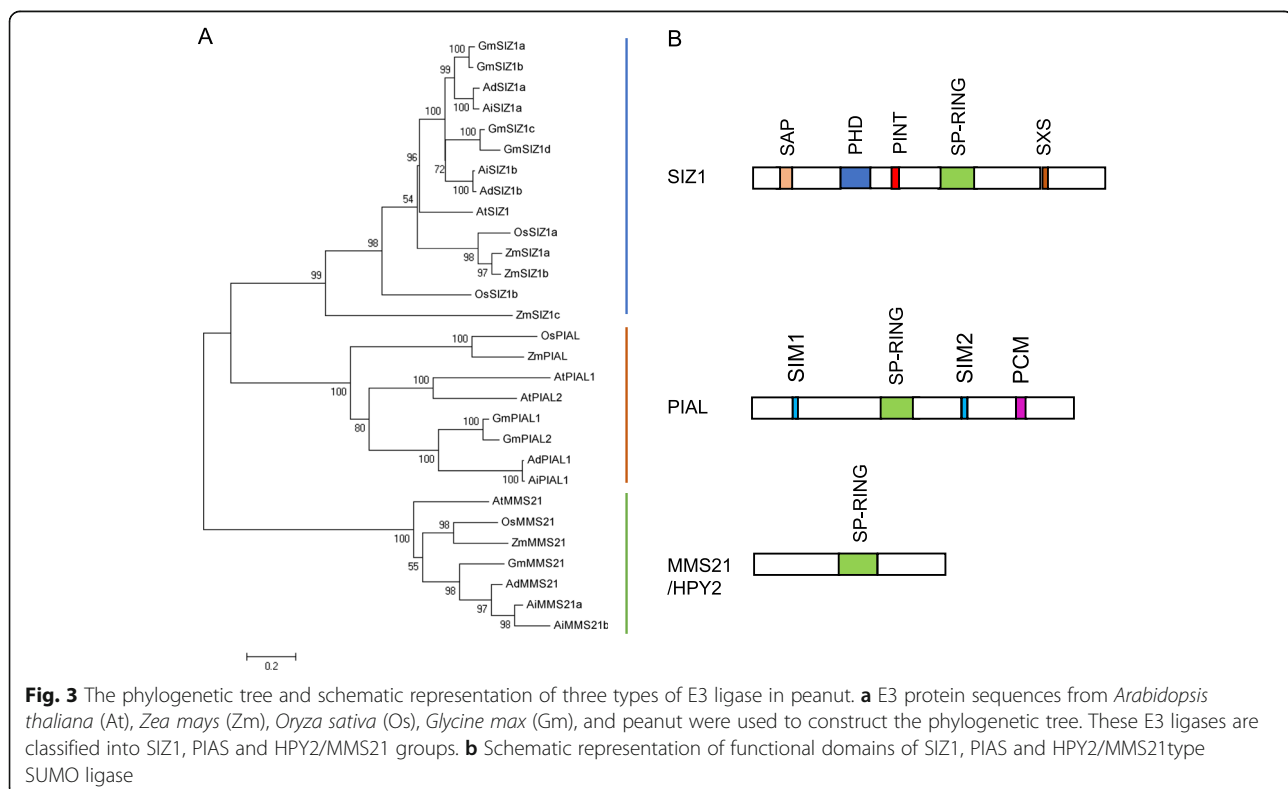 A
B
GmSIZ1a
GmSIZ1b
AdSIZ1a
AiSIZ1a
GmSIZ1c
GmSIZ1d
AiSIZ1b
AdSIZ1b
AtSIZ1
OsSIZ1a
ZmSIZ1a
ZmSIZ1b
OsSIZ1b
ZmSIZ1c
OsPIAL
ZmPIAL
AtPIAL1
AtPIAL2
GmPIAL1
GmPIAL2
AdPIAL1
AiPIAL1
AtMMS21
OsMMS21
ZmMMS21
GmMMS21
AdMMS21
AiMMS21a
AiMMS21b
100
99
100
100
100
96
72
100
54
98
98
97
99
100
100
100
80
100
100
100
98
100
55
98
97
98
0.2
SAP
PHD
PINT
SP-RING
SXS
SIZ1
SIM1
SP-RING
SIM2
PCM
PIAL
SP-RING
MMS21
/HPY2
Fig. 3 The phylogenetic tree and schematic representation of three types of E3 ligase in peanut. a E3 protein sequences from Arabidopsis
thaliana (At), Zea mays (Zm), Oryza sativa (Os), Glycine max (Gm), and peanut were used to construct the phylogenetic tree. These E3 ligases are
classified into SIZ1, PIAS and HPY2/MMS21 groups. b Schematic representation of functional domains of SIZ1, PIAS and HPY2/MMS21type
SUMO ligase